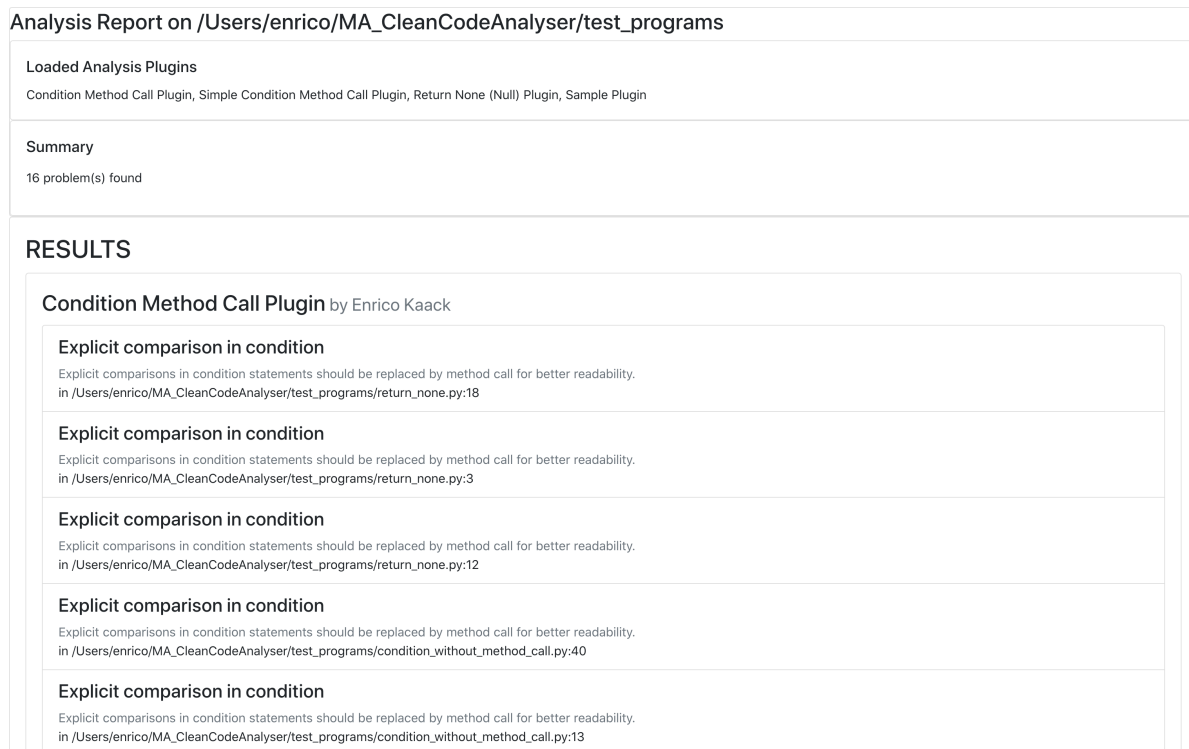 Analysis Report on /Users/enrico/MA_CleanCodeAnalyser/test_programs
Loaded Analysis Plugins
Condition Method Call Plugin, Simple Condition Method Call Plugin, Return None (Null) Plugin, Sample Plugin
Summary
16 problem(s) found
RESULTS
Condition Method Call Plugin by Enrico Kaack
Explicit comparison in condition
Explicit comparisons in condition statements should be replaced by method call for better readability.
in /Users/enrico/MA_CleanCodeAnalyser/test_programs/return_none.py:18
Explicit comparison in condition
Explicit comparisons in condition statements should be replaced by method call for better readability.
in /Users/enrico/MA_CleanCodeAnalyser/test_programs/return_none.py:3
Explicit comparison in condition
Explicit comparisons in condition statements should be replaced by method call for better readability.
in /Users/enrico/MA_CleanCodeAnalyser/test_programs/return_none.py:12
Explicit comparison in condition
Explicit comparisons in condition statements should be replaced by method call for better readability.
in /Users/enrico/MA_CleanCodeAnalyser/test_programs/condition_without_method_call.py:40
Explicit comparison in condition
Explicit comparisons in condition statements should be replaced by method call for better readability.
in /Users/enrico/MA_CleanCodeAnalyser/test_programs/condition_without_method_call.py:13